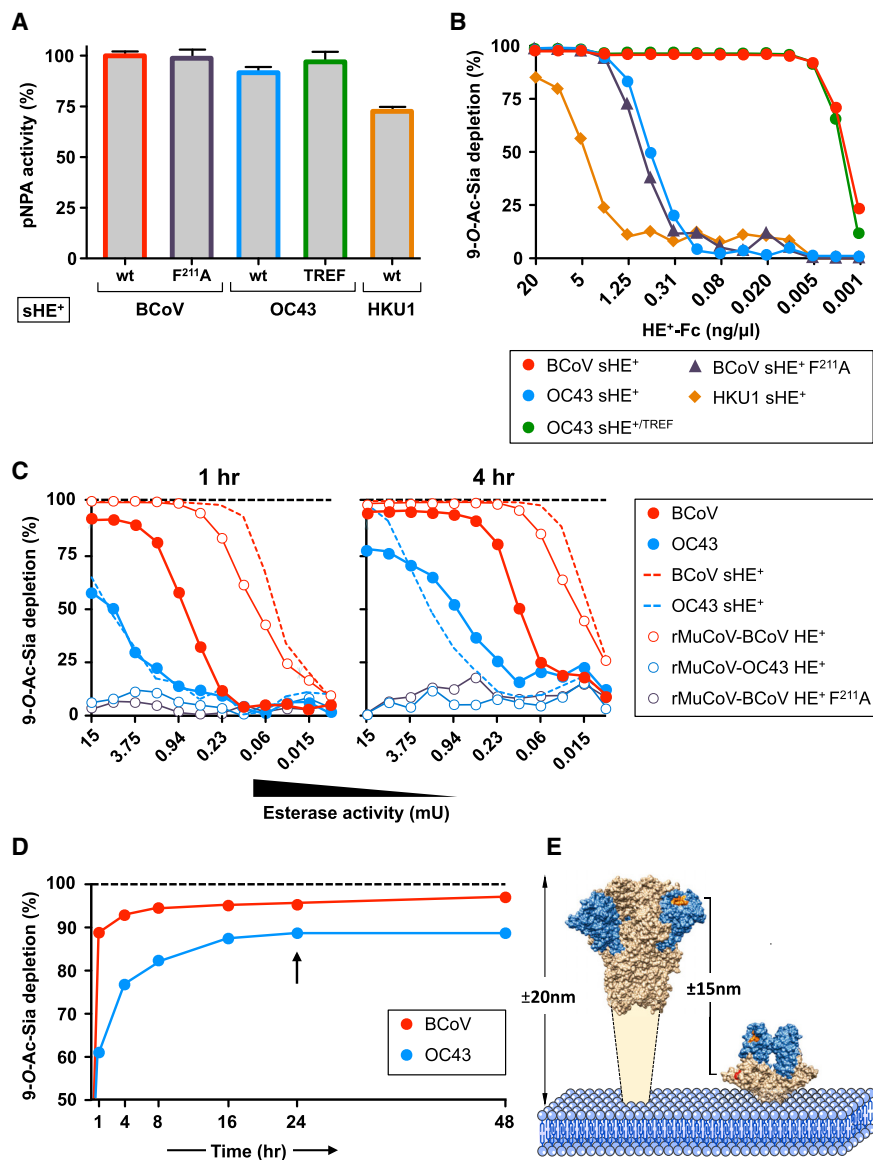 A
pNPA activity (%)
100
75
50
25
0
wt
F²¹¹A
wt
TREF
wt
sHE⁺
BCoV
OC43
HKU1
B
9-O-Ac-Sia depletion (%)
100
75
50
25
0
20
5
1.25
0.31
0.08
0.020
0.005
0.001
HE⁺-Fc (ng/µl)
BCoV sHE⁺
OC43 sHE⁺
OC43 sHE⁺/TREF
BCoV sHE⁺ F²¹¹A
HKU1 sHE⁺
C
1 hr
4 hr
9-O-Ac-Sia depletion (%)
100
75
50
25
0
15
3.75
0.94
0.23
0.06
0.015
15
3.75
0.94
0.23
0.06
0.015
Esterase activity (mU)
BCoV
OC43
BCoV sHE⁺
OC43 sHE⁺
rMuCoV-BCoV HE⁺
rMuCoV-OC43 HE⁺
rMuCoV-BCoV HE⁺ F²¹¹A
D
9-O-Ac-Sia depletion (%)
100
90
80
70
60
50
1
4
8
16
24
48
Time (hr)
BCoV
OC43
E
±20nm
±15nm